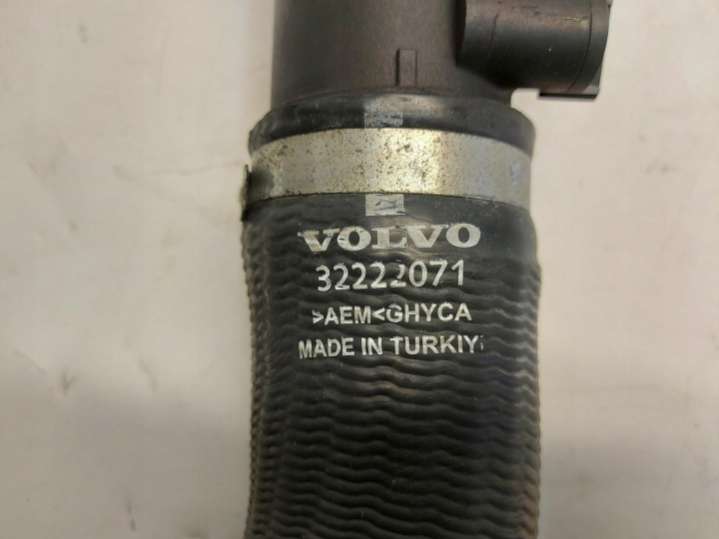 VOLVO
32222071
>AEM<GHYCA
MADE IN TURKIY